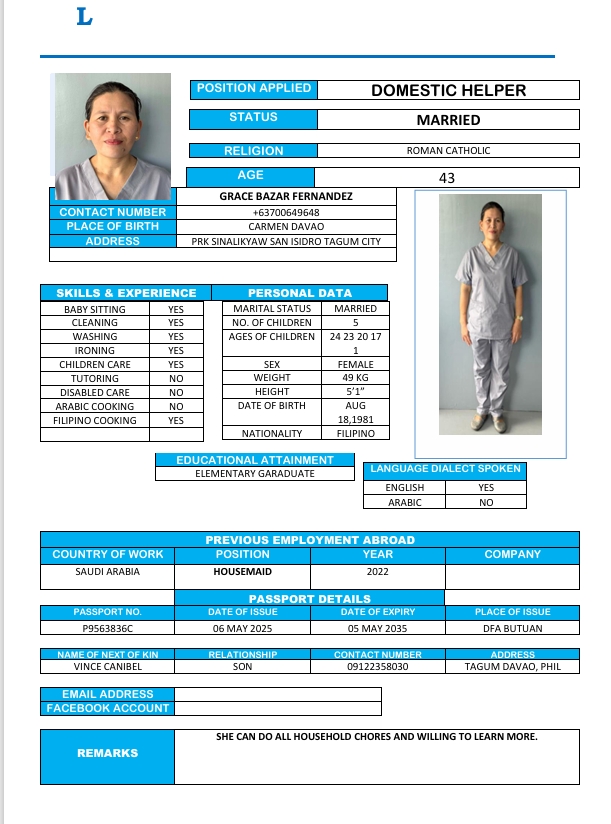 L
POSITION APPLIED DOMESTIC HELPER
STATUS MARRIED
RELIGION ROMAN CATHOLIC
AGE 43
GRACE BAZAR FERNANDEZ
CONTACT NUMBER +63700649648
PLACE OF BIRTH CARMEN DAVAO
ADDRESS PRK SINALIKYAW SAN ISIDRO TAGUM CITY
SKILLS & EXPERIENCE
BABY SITTING YES
CLEANING YES
WASHING YES
IRONING YES
CHILDREN CARE YES
TUTORING NO
DISABLED CARE NO
ARABIC COOKING NO
FILIPINO COOKING YES
PERSONAL DATA
MARITAL STATUS MARRIED
NO. OF CHILDREN 5
AGES OF CHILDREN 24 23 20 17
1
SEX FEMALE
WEIGHT 49 KG
HEIGHT 5’1”
DATE OF BIRTH AUG
18,1981
NATIONALITY FILIPINO
EDUCATIONAL ATTAINMENT
ELEMENTARY GARADUATE
LANGUAGE DIALECT SPOKEN
ENGLISH YES
ARABIC NO
PREVIOUS EMPLOYMENT ABROAD
COUNTRY OF WORK POSITION YEAR COMPANY
SAUDI ARABIA HOUSEMAID 2022
PASSPORT DETAILS
PASSPORT NO. DATE OF ISSUE DATE OF EXPIRY PLACE OF ISSUE
P9563836C 06 MAY 2025 05 MAY 2035 DFA BUTUAN
NAME OF NEXT OF KIN RELATIONSHIP CONTACT NUMBER ADDRESS
VINCE CANIBEL SON 09122358030 TAGUM DAVAO, PHIL
EMAIL ADDRESS
FACEBOOK ACCOUNT
REMARKS SHE CAN DO ALL HOUSEHOLD CHORES AND WILLING TO LEARN MORE.